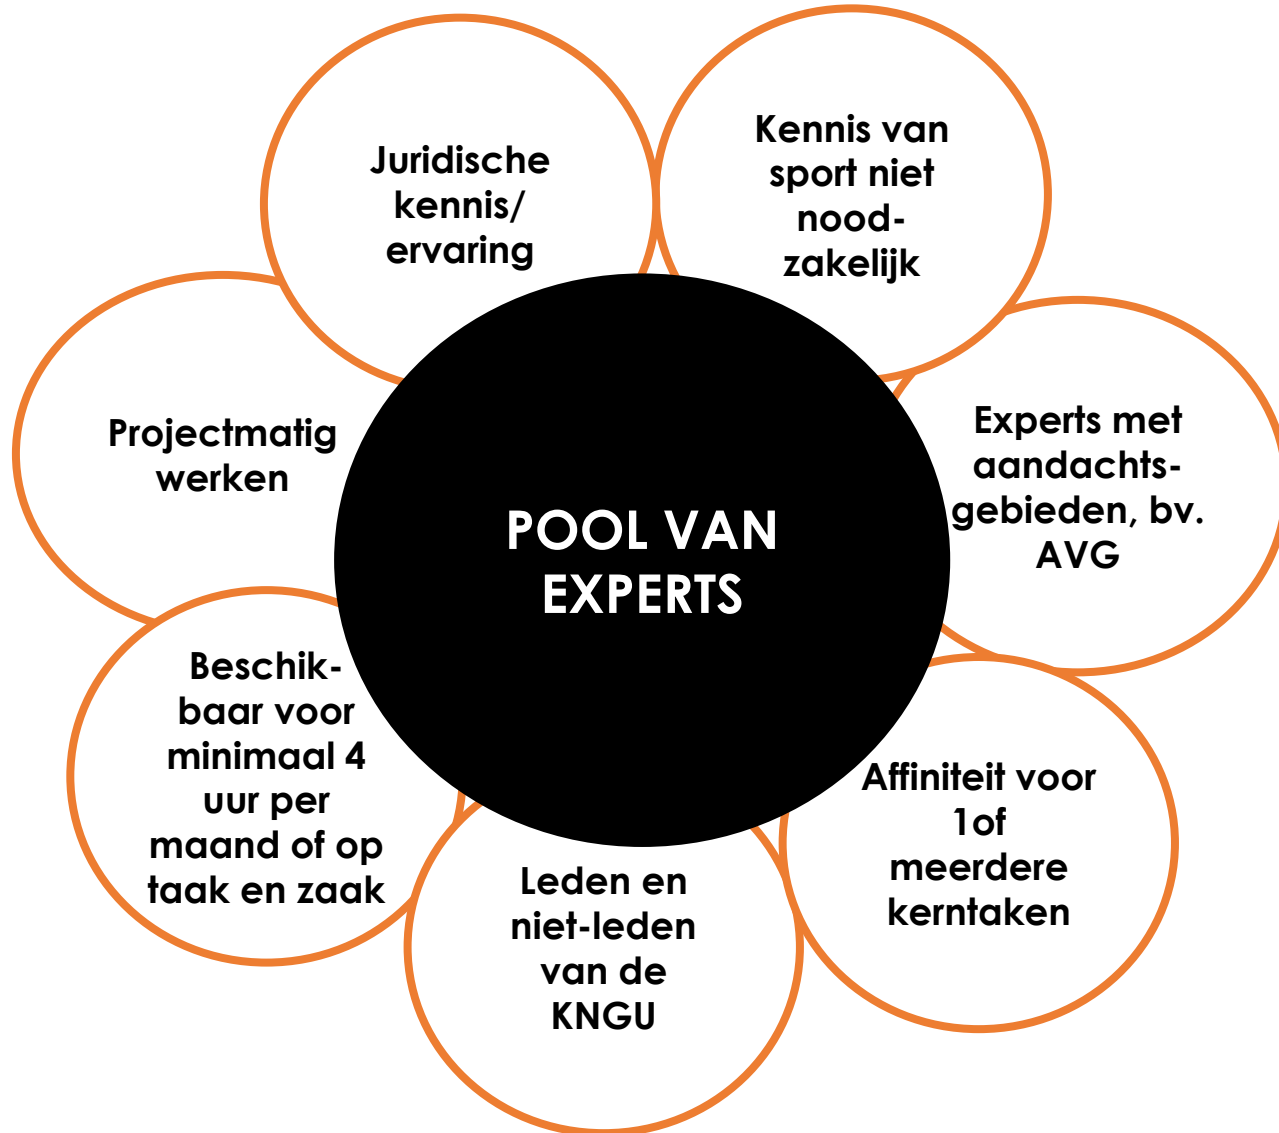 Juridische
kennis/
ervaring
Kennis van
sport niet
nood-
zakelijk
Projectmatig
werken
Experts met
aandachts-
gebieden, bv.
AVG
POOL VAN
EXPERTS
Beschik-
baar voor
minimaal 4
uur per
maand of op
taak en zaak
Affiniteit voor
1of
meerdere
kerntaken
Leden en
niet-leden
van de
KNGU